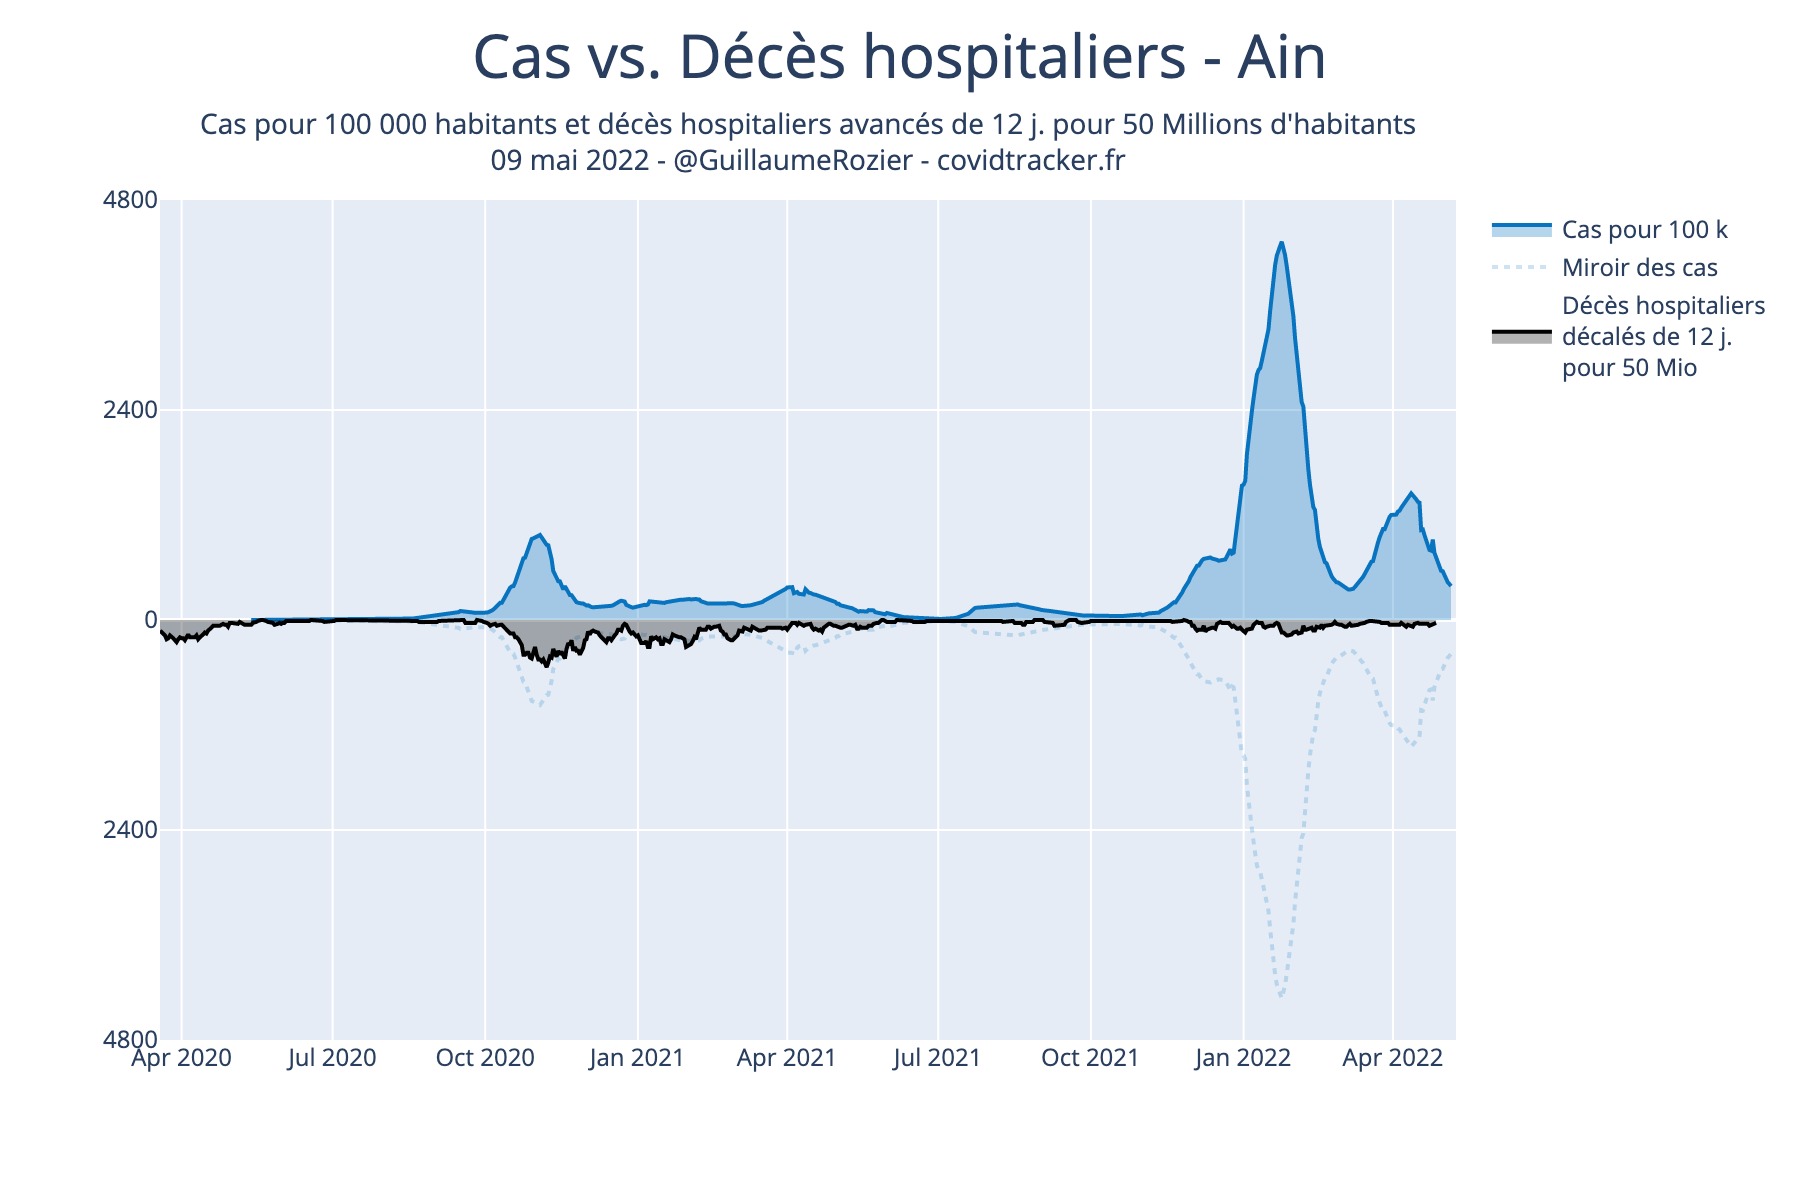 Cas vs. Décès hospitaliers - Ain
Cas pour 100 000 habitants et décès hospitaliers avancés de 12 j. pour 50 Millions d'habitants
09 mai 2022 - @GuillaumeRozier - covidtracker.fr
4800
2400
0
2400
4800
Apr 2020
Jul 2020
Oct 2020
Jan 2021
Apr 2021
Jul 2021
Oct 2021
Jan 2022
Apr 2022
Cas pour 100 k
Miroir des cas
Décès hospitaliers
décalés de 12 j.
pour 50 Mio